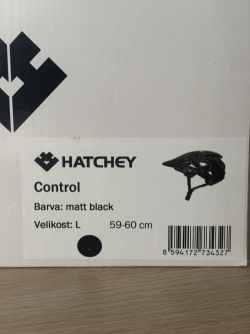 HATCHEY
Control
Barva: matt black
Velikost: L 59-60 cm
8 594172 734327